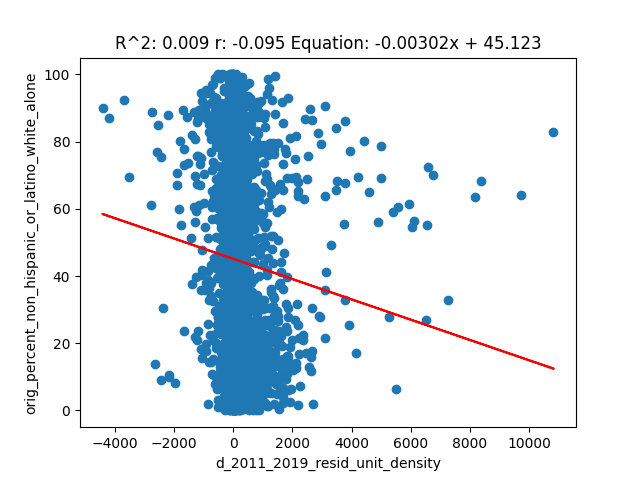 R^2: 0.009 r: -0.095 Equation: -0.00302x + 45.123
100
80
60
40
20
0
orig_percent_non_hispanic_or_latino_white_alone
−4000 −2000 0 2000 4000 6000 8000 10000
d_2011_2019_resid_unit_density